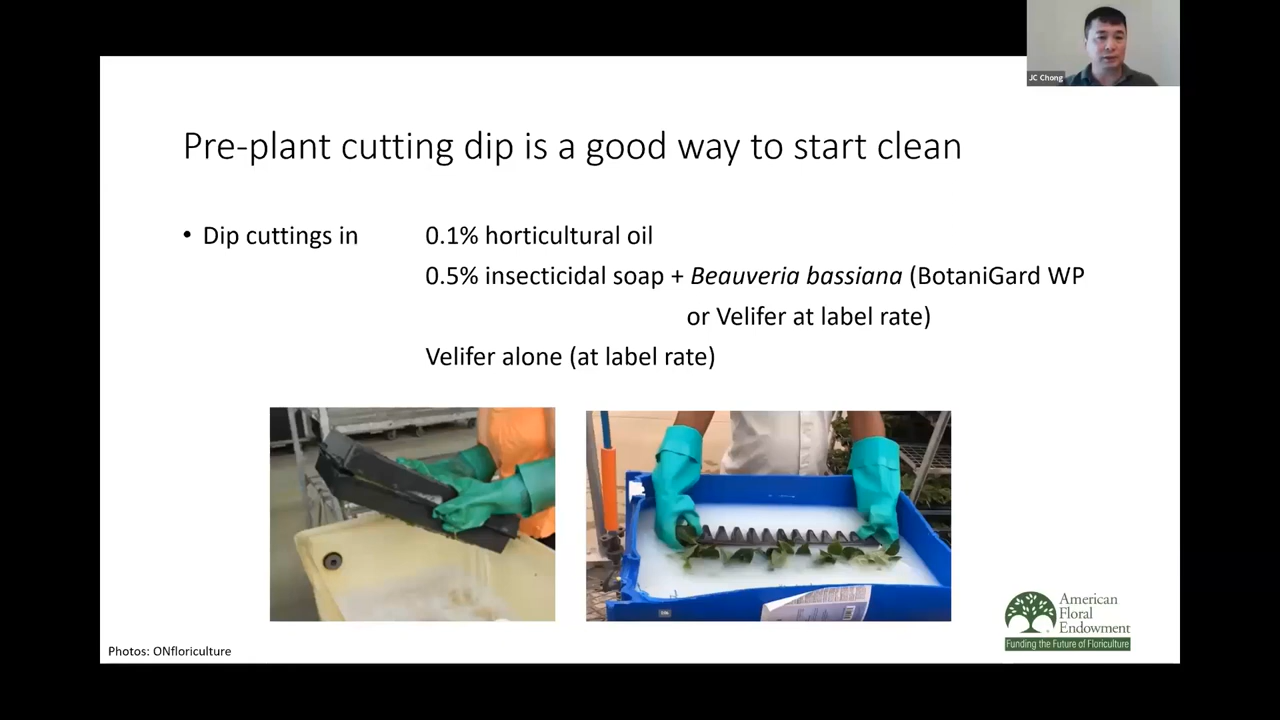 JC Chong
Pre-plant cutting dip is a good way to start clean
• Dip cuttings in 0.1% horticultural oil
0.5% insecticidal soap + Beauveria bassiana (BotaniGard WP
or Velifer at label rate)
Velifer alone (at label rate)
American
Floral
Endowment
Funding the Future of Floriculture
Photos: ONfloriculture